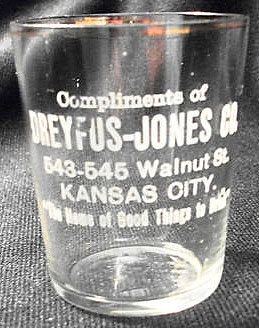 Compliments of
DREYFUS-JONES CO.
543-545 Walnut St.
KANSAS CITY.
"The Home of Good Things to